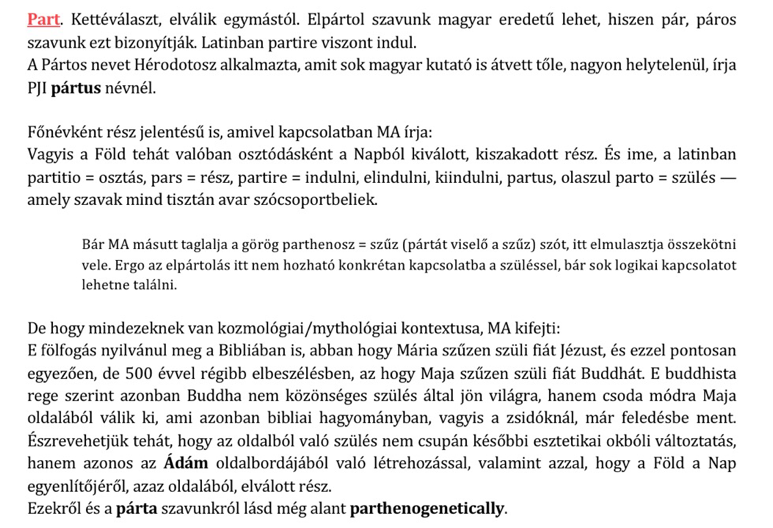 Part. Kettéválaszt, elválik egymástól. Elpártol szavunk magyar eredetű lehet, hiszen pár, páros
szavunk ezt bizonyítják. Latinban partire viszont indul.
A Pártos nevet Hérodotosz alkalmazta, amit sok magyar kutató is átvett tőle, nagyon helytelenül, írja
PJI pártus névnél.
Főnévként rész jelentésű is, amivel kapcsolatban MA írja:
Vagyis a Föld tehát valóban osztódásként a Napból kiválott, kiszakadott rész. És ime, a latinban
partitio = osztás, pars = rész, partire = indulni, elindulni, kiindulni, partus, olaszul parto = szülés —
amely szavak mind tisztán avar szócsoportbeliek.
Bár MA másutt taglalja a görög parthenosz = szűz (pártát viselő a szűz) szót, itt elmulasztja összekötni
vele. Ergo az elpártolás itt nem hozható konkrétan kapcsolatba a szüléssel, bár sok logikai kapcsolatot
lehetne találni.
De hogy mindezeknek van kozmológiai/mythológiai kontextusa, MA kifejti:
E fölfogás nyilvánul meg a Bibliában is, abban hogy Mária szűzen szüli fiát Jézust, és ezzel pontosan
egyezően, de 500 évvel régibb elbeszélésben, az hogy Maja szűzen szüli fiát Buddhát. E buddhista
rege szerint azonban Buddha nem közönséges szülés által jön világra, hanem csoda módra Maja
oldalából válik ki, ami azonban bibliai hagyományban, vagyis a zsidóknál, már feledésbe ment.
Észrevehetjük tehát, hogy az oldalból való szülés nem csupán későbbi esztetikai okbóli változtatás,
hanem azonos az Ádám oldalbordájából való létrehozással, valamint azzal, hogy a Föld a Nap
egyenlítőjéről, azaz oldalából, elválott rész.
Ezekről és a párta szavunkról lásd még alant parthenogenetically.